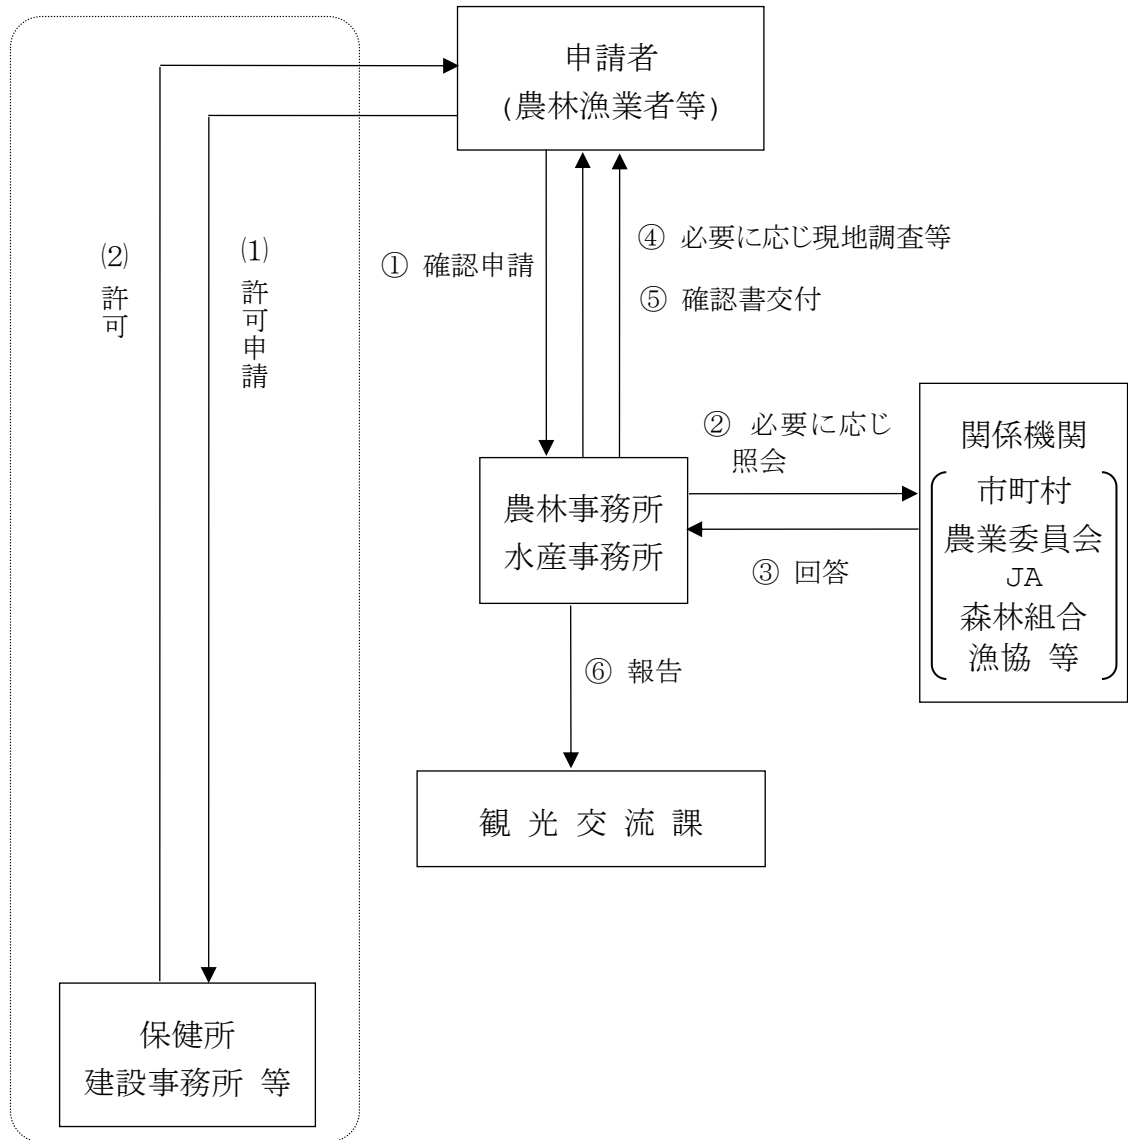 申請者
(農林漁業者等)
⑵ 許可
⑴ 許可申請
① 確認申請
④ 必要に応じ現地調査等
⑤ 確認書交付
② 必要に応じ
照会
関係機関
市町村
農業委員会
JA
森林組合
漁協 等
農林事務所
水産事務所
③ 回答
⑥ 報告
観 光 交 流 課
保健所
建設事務所 等